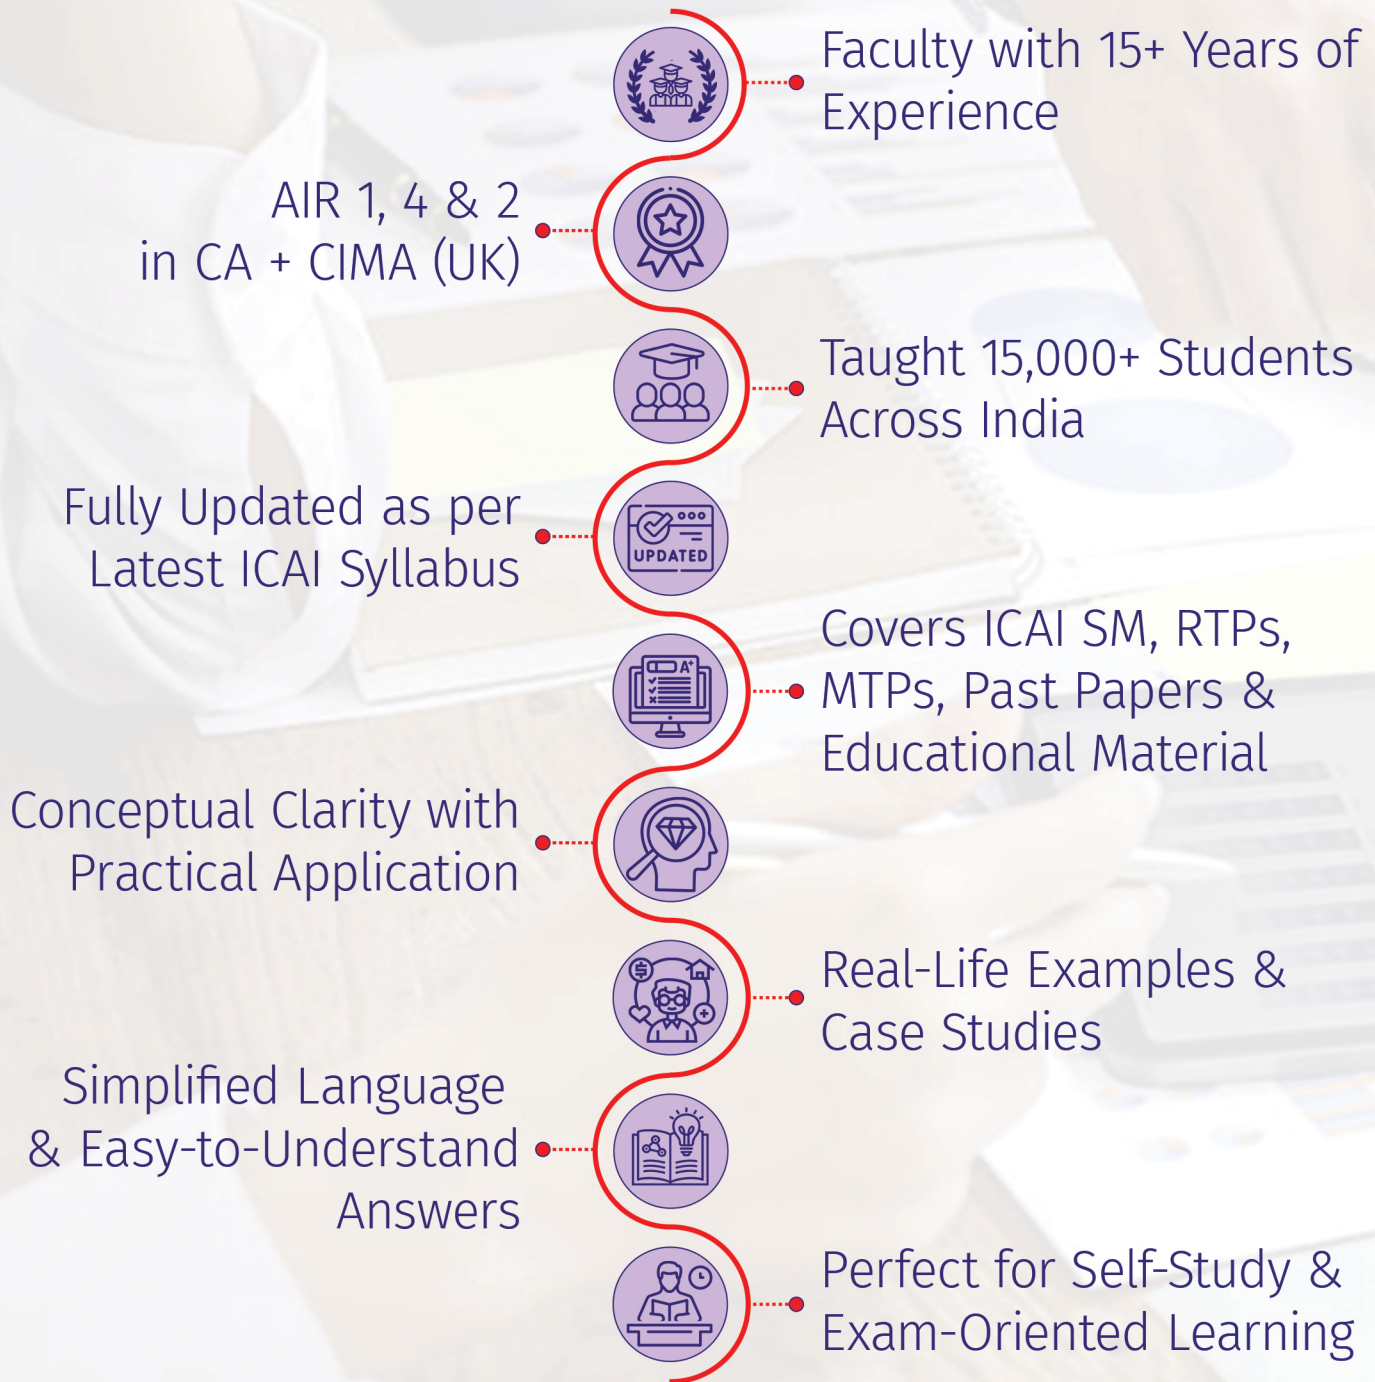 Faculty with 15+ Years of
Experience
AIR 1, 4 & 2
in CA + CIMA (UK)
Taught 15,000+ Students
Across India
Fully Updated as per
Latest ICAI Syllabus
UPDATED
Covers ICAI SM, RTPs,
MTPs, Past Papers &
Educational Material
A+
Conceptual Clarity with
Practical Application
Real-Life Examples &
Case Studies
Simplified Language
& Easy-to-Understand
Answers
Perfect for Self-Study &
Exam-Oriented Learning